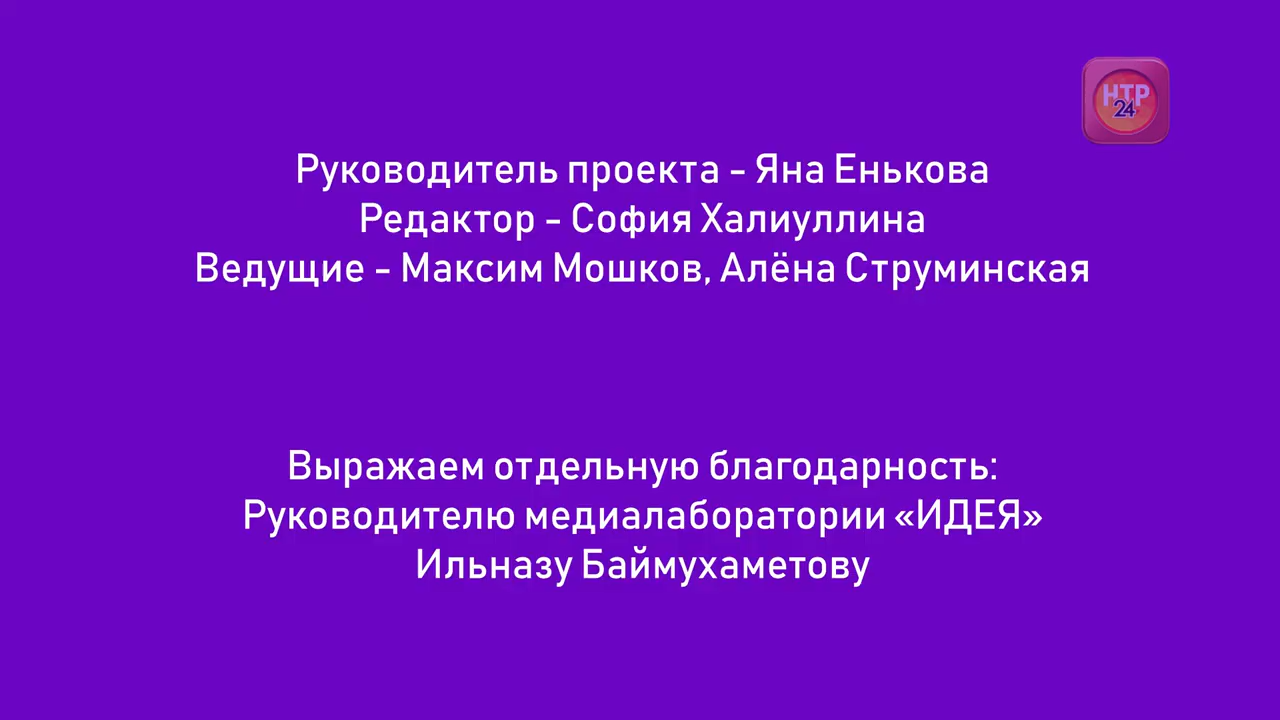 НТР
24
Руководитель проекта - Яна Енькова
Редактор - София Халиуллина
Ведущие - Максим Мошков, Алёна Струминская
Выражаем отдельную благодарность:
Руководителю медиалаборатории «ИДЕЯ»
Ильназу Баймухаметову